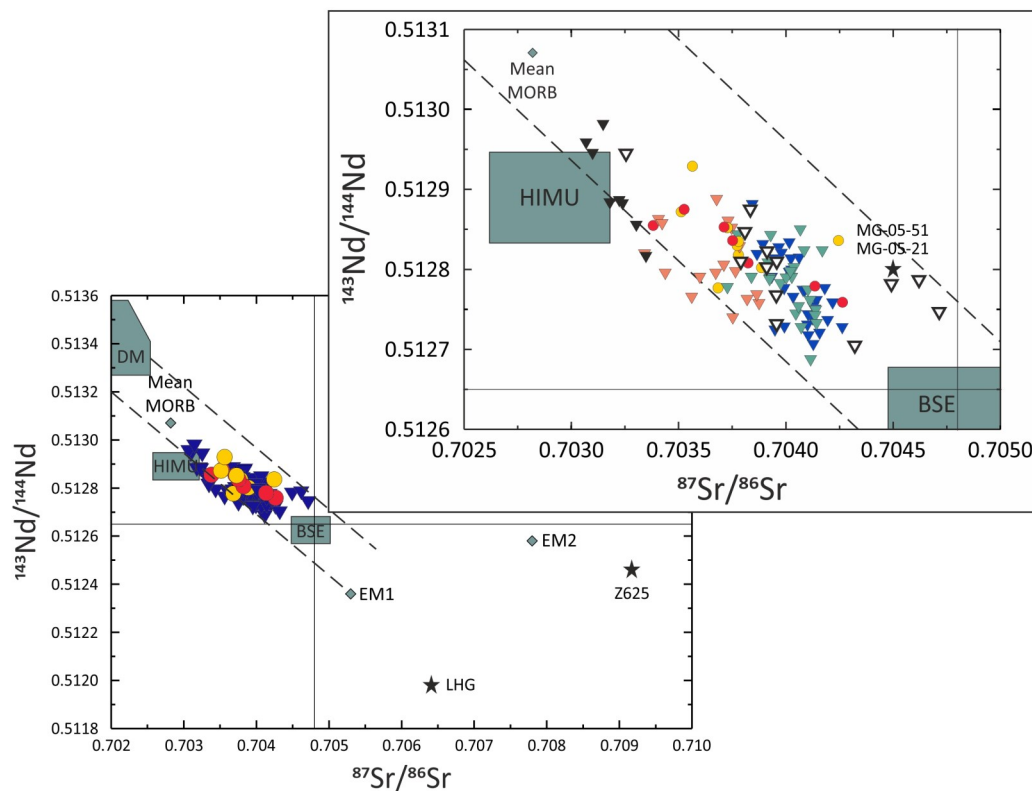 0.5131
0.5130
0.5129
0.5128
0.5127
0.5126
¹⁴³Nd/¹⁴⁴Nd
Mean
MORB
HIMU
MG-05-51
MG-05-21
BSE
0.7025
0.7030
0.7035
0.7040
0.7045
0.7050
⁸⁷Sr/⁸⁶Sr
0.5136
0.5134
0.5132
0.5130
0.5128
0.5126
0.5124
0.5122
0.5120
0.5118
¹⁴³Nd/¹⁴⁴Nd
DM
Mean
MORB
HIMU
BSE
EM2
EM1
Z625
LHG
0.702
0.703
0.704
0.705
0.706
0.707
0.708
0.709
0.710
⁸⁷Sr/⁸⁶Sr